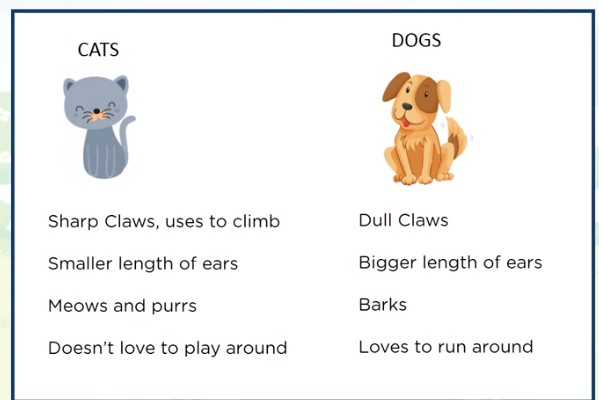 CATS
DOGS
Sharp Claws, uses to climb
Dull Claws
Smaller length of ears
Bigger length of ears
Meows and purrs
Barks
Doesn't love to play around
Loves to run around